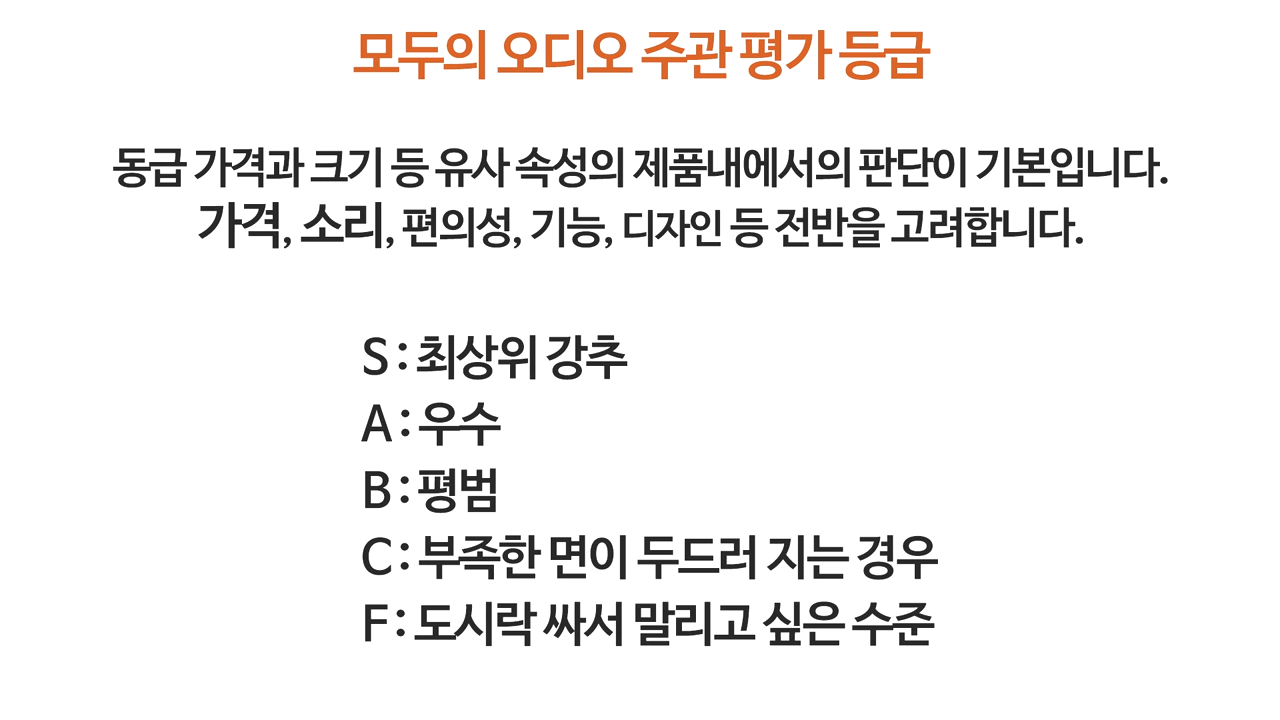 모두의 오디오 주관 평가 등급
동급 가격과 크기 등 유사 속성의 제품내에서의 판단이 기본입니다.
가격, 소리, 편의성, 기능, 디자인 등 전반을 고려합니다.
S : 최상위 강추
A : 우수
B : 평범
C : 부족한 면이 두드러 지는 경우
F : 도시락 싸서 말리고 싶은 수준